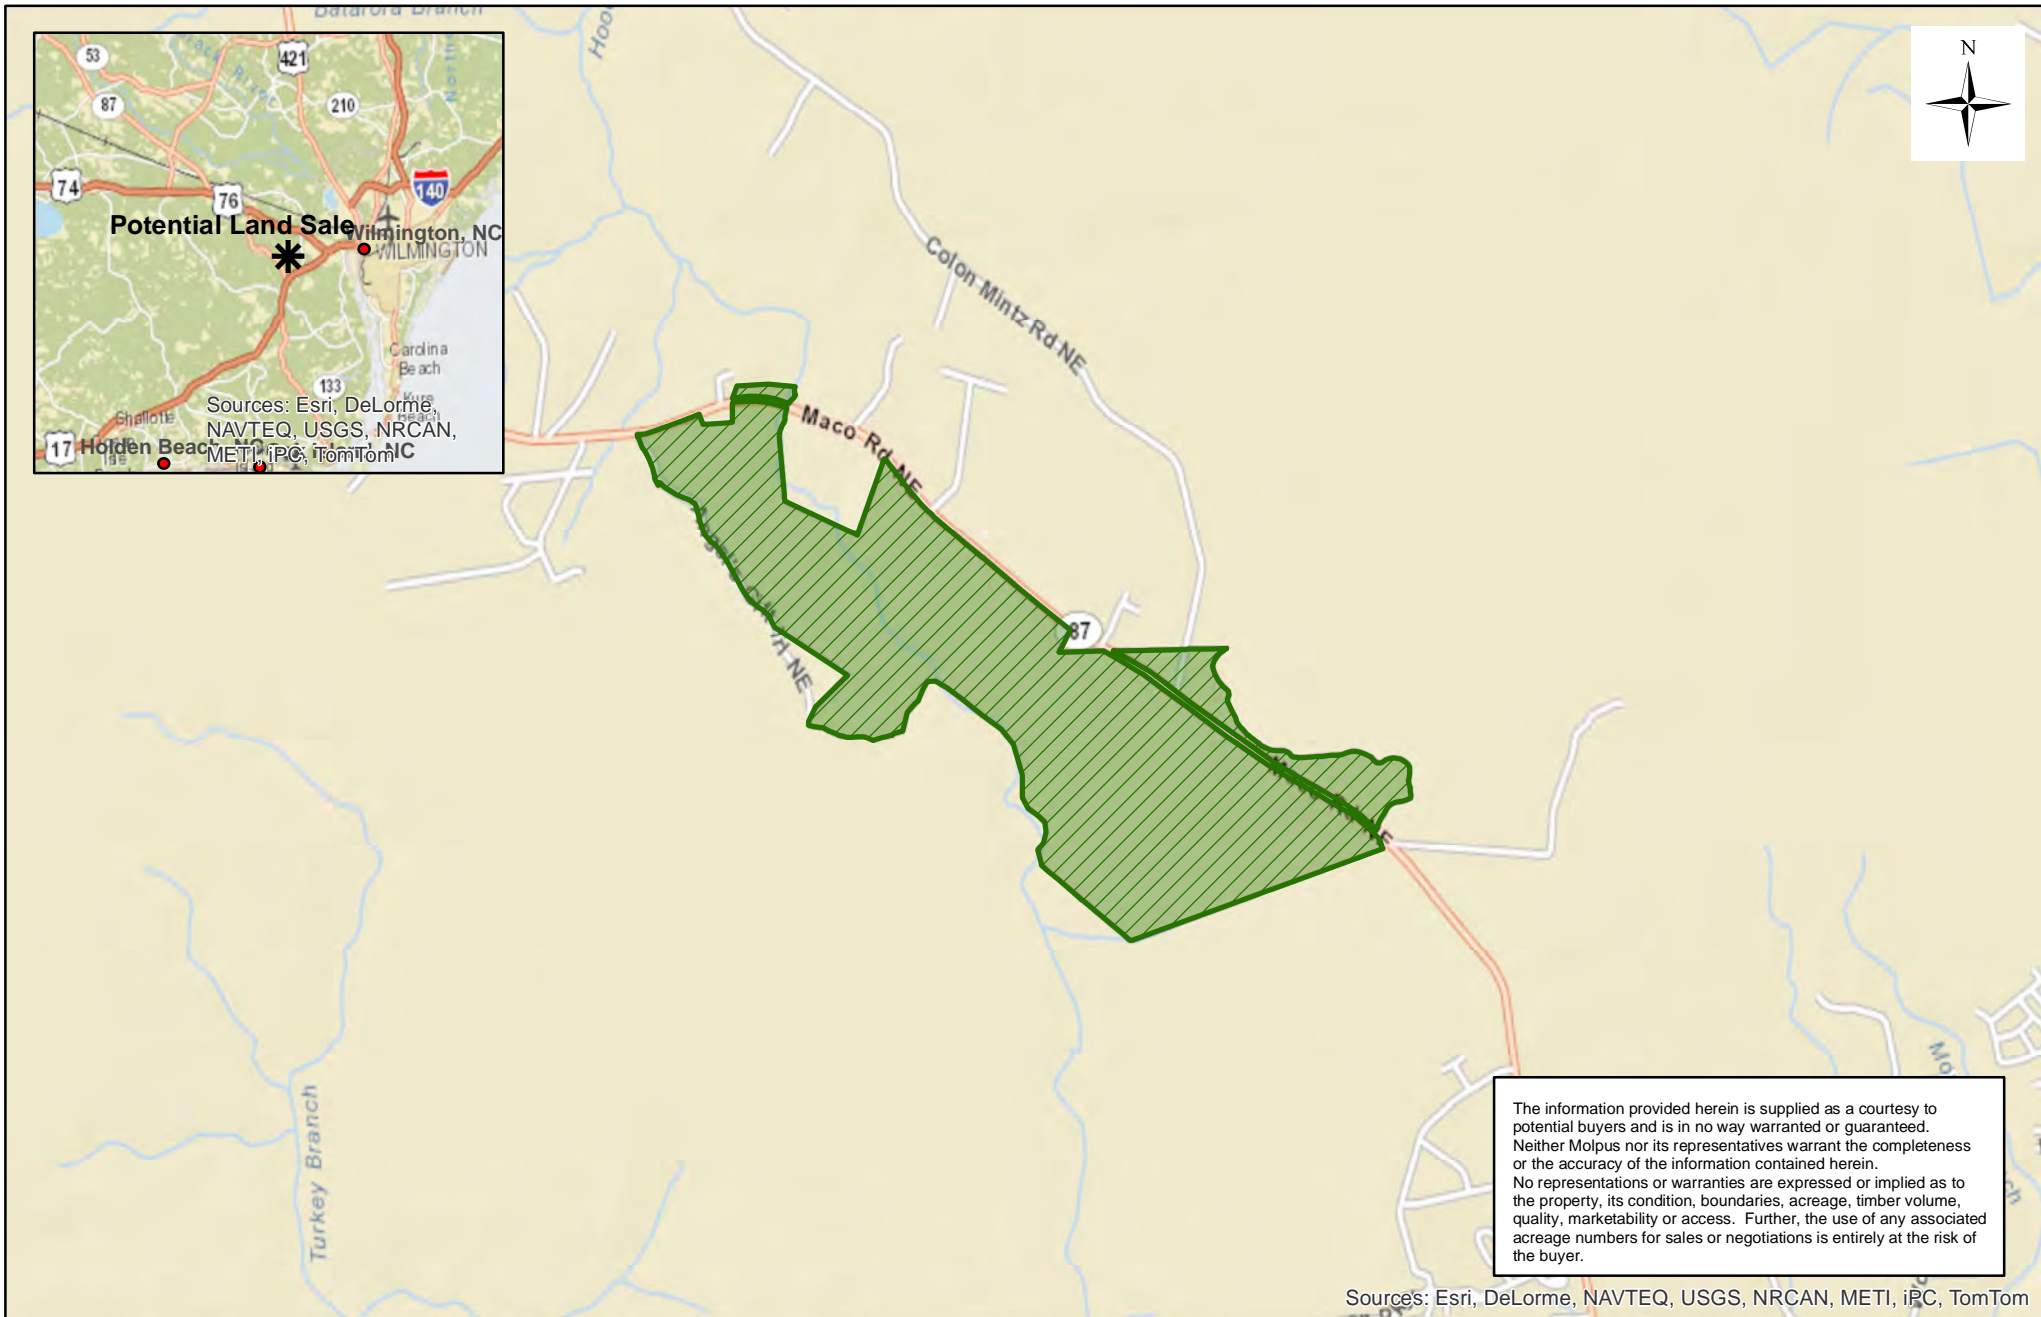 Batarora Branch
N
53
421
Black River
87
210
74
76
140
Potential Land Sale
Wilmington, NC
WILMINGTON
Carolina
Beach
133
Kure
Beach
Shallotte
17
Sources: Esri, DeLorme,
NAVTEQ, USGS, NRCAN,
METI, iPC, TomTom
Colon Mintz Rd NE
Maco Rd NE
87
Maco Rd NE
Turkey Branch
The information provided herein is supplied as a courtesy to
potential buyers and is in no way warranted or guaranteed.
Neither Molpus nor its representatives warrant the completeness
or the accuracy of the information contained herein.
No representations or warranties are expressed or implied as to
the property, its condition, boundaries, acreage, timber volume,
quality, marketability or access. Further, the use of any associated
acreage numbers for sales or negotiations is entirely at the risk of
the buyer.
Sources: Esri, DeLorme, NAVTEQ, USGS, NRCAN, METI, iPC, TomTom